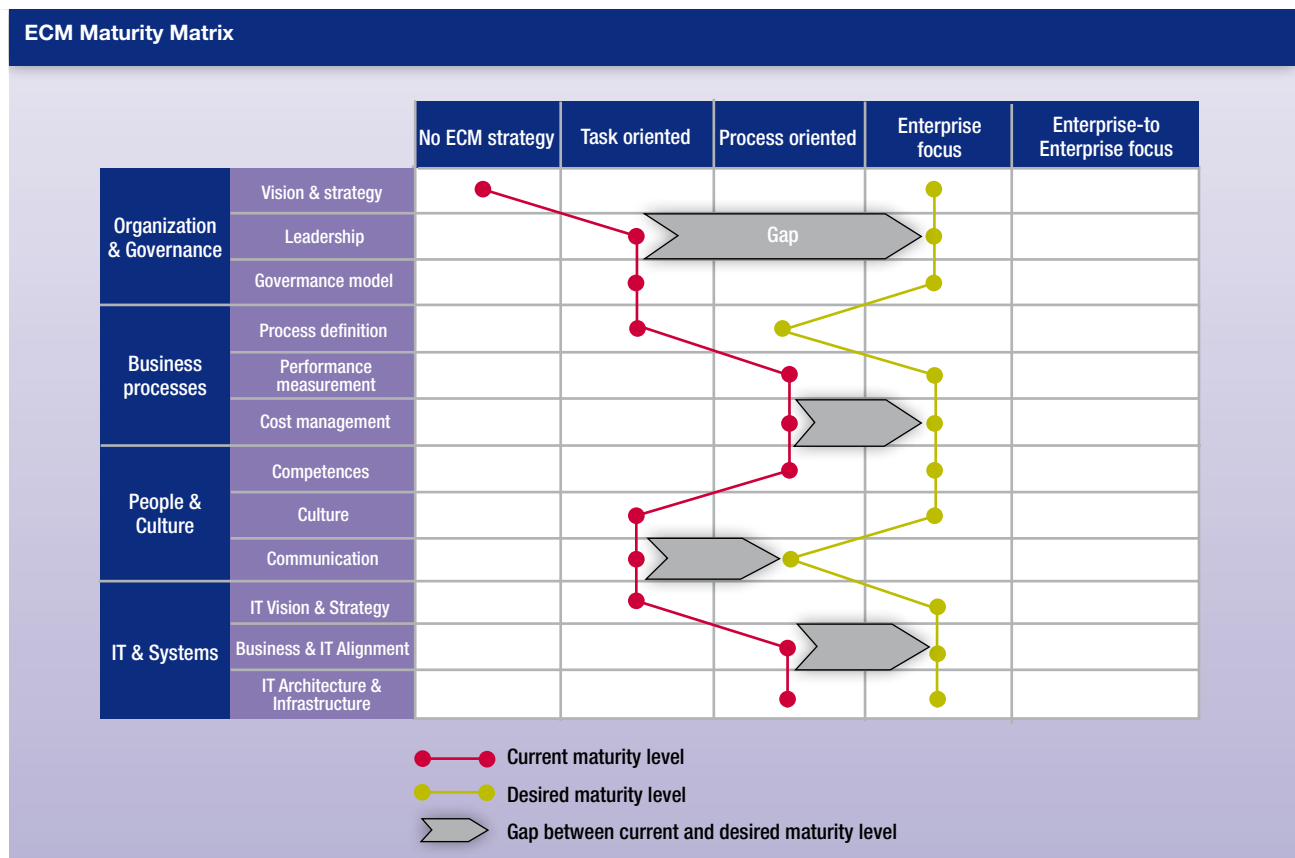 ECM Maturity Matrix
No ECM strategy
Task oriented
Process oriented
Enterprise
focus
Enterprise-to
Enterprise focus
Organization
& Governance
Vision & strategy
Leadership
Gap
Govermance model
Business
processes
Process definition
Performance
measurement
Cost management
People &
Culture
Competences
Culture
Communication
IT & Systems
IT Vision & Strategy
Business & IT Alignment
IT Architecture &
Infrastructure
Current maturity level
Desired maturity level
Gap between current and desired maturity level